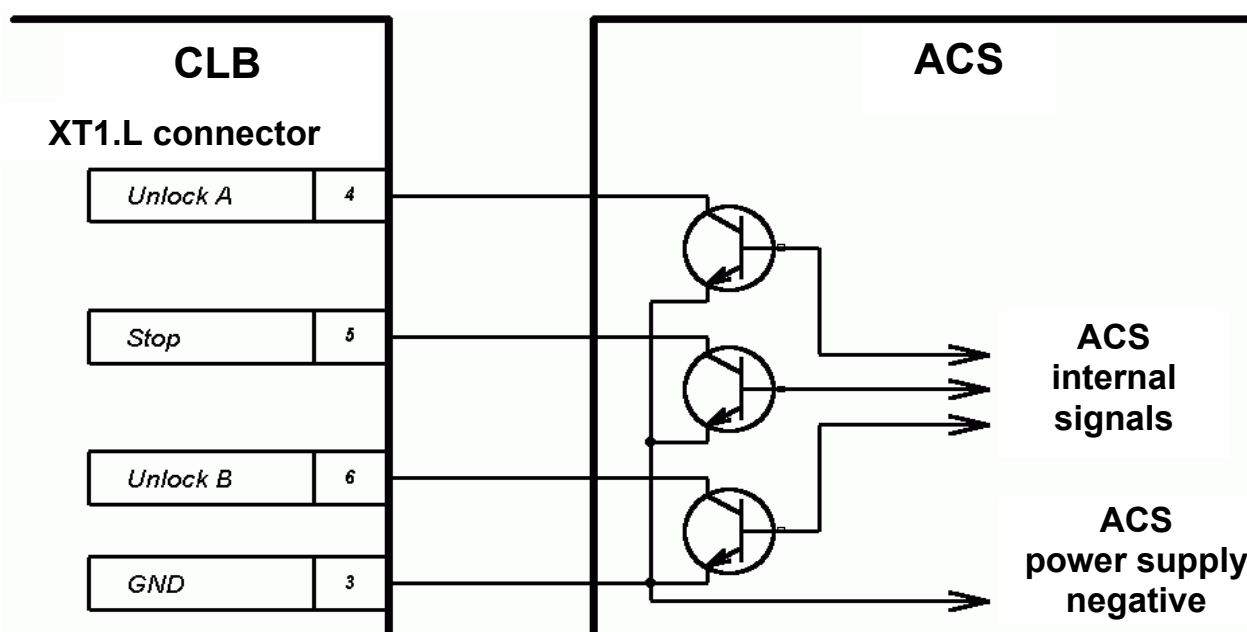 CLB
ACS
XT1.L connector
Unlock A 4
Stop 5
ACS
internal
signals
Unlock B 6
GND 3
ACS
power supply
negative